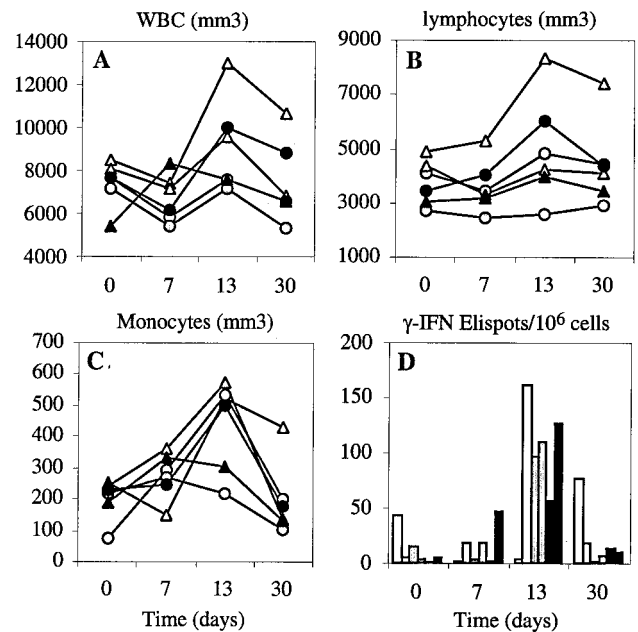 WBC (mm3)
lymphocytes (mm3)
14000
12000
10000
8000
6000
4000
A
0 7 13 30
9000
7000
5000
3000
1000
B
0 7 13 30
Monocytes (mm3)
γ-IFN Elispots/10⁶ cells
700
600
500
400
300
200
100
0
C
0 7 13 30
Time (days)
200
150
100
50
0
D
0 7 13 30
Time (days)